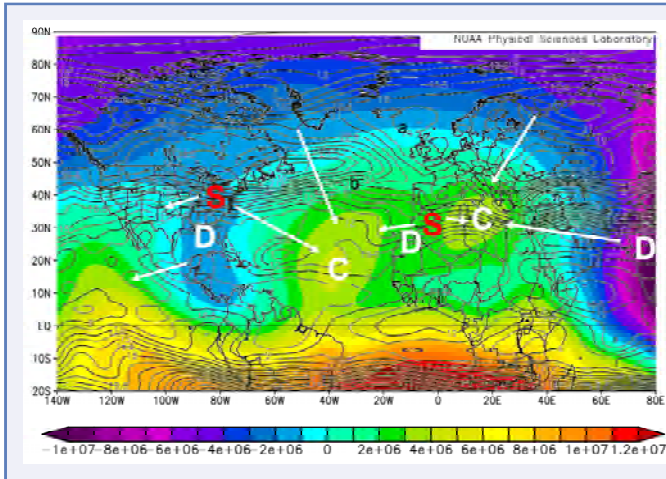 NOAA Physical Sciences Laboratory
90N
80N
70N
60N
50N
40N
30N
20N
10N
EQ
10S
20S
a
b
S
S
C
D
D
C
D
140W 120W 100W 80W 60W 40W 20W 0 20E 40E 60E 80E
-1e+07 -8e+06 -6e+06 -4e+06 -2e+06 0 2e+06 4e+06 6e+06 8e+06 1e+07 1.2e+07